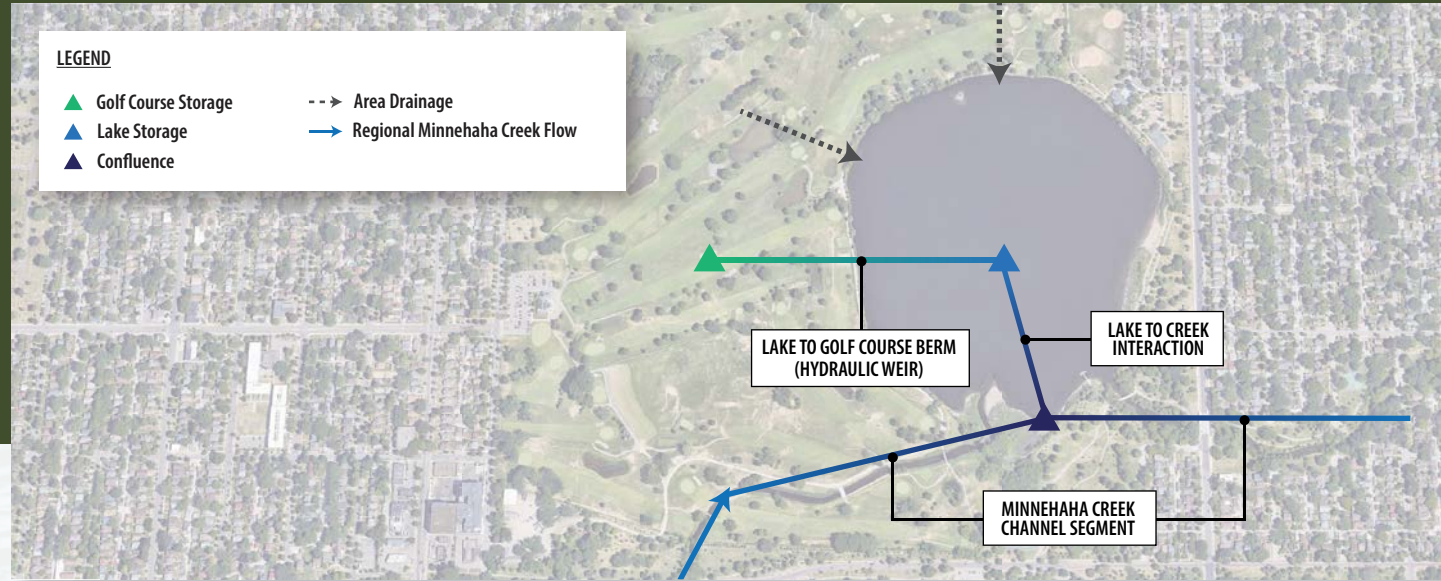 LEGEND
Golf Course Storage
Lake Storage
Confluence
Area Drainage
Regional Minnehaha Creek Flow
LAKE TO GOLF COURSE BERM
(HYDRAULIC WEIR)
LAKE TO CREEK
INTERACTION
MINNEHAHA CREEK
CHANNEL SEGMENT